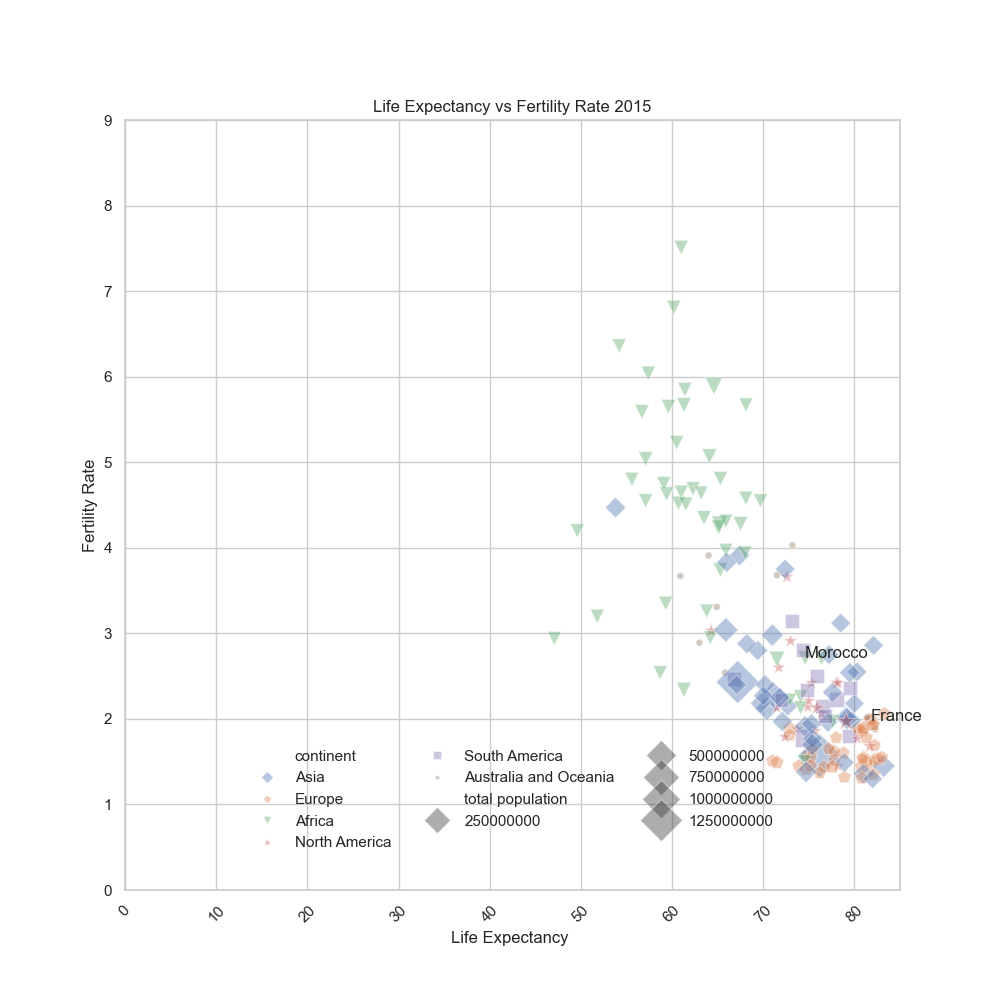 Life Expectancy vs Fertility Rate 2015
9
8
7
6
5
4
3
2
1
0
Fertility Rate
Morocco
France
continent
Asia
Europe
Africa
North America
South America
Australia and Oceania
total population
250000000
500000000
750000000
1000000000
1250000000
0
10
20
30
40
50
60
70
80
Life Expectancy